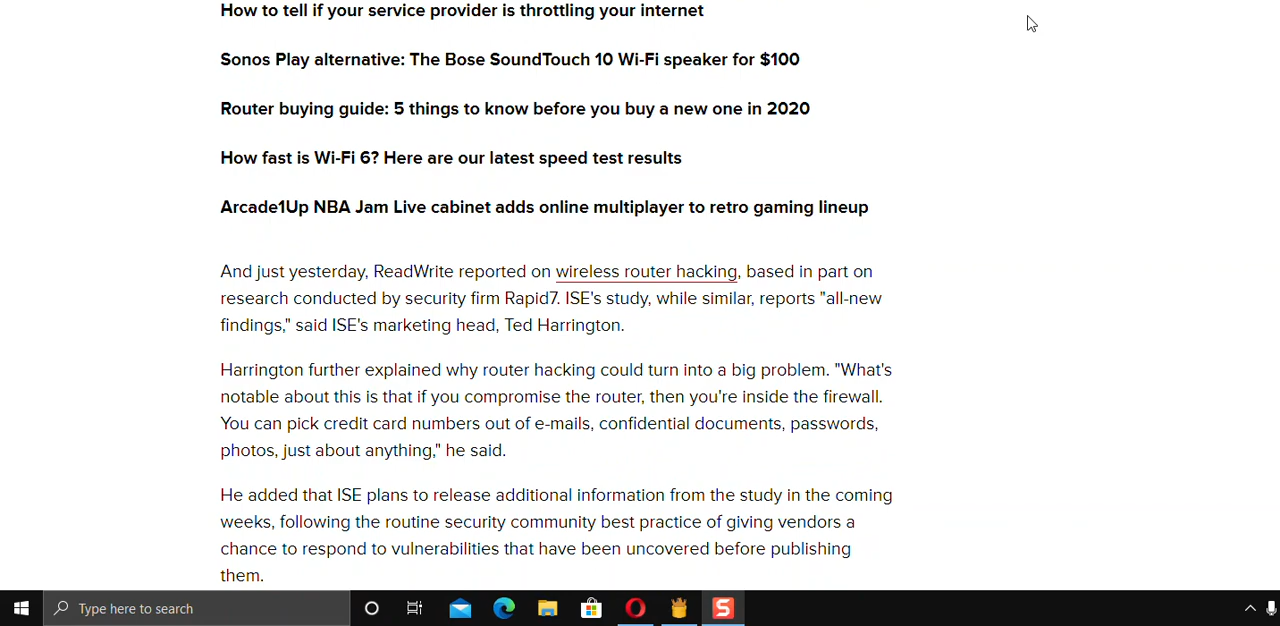 How to tell if your service provider is throttling your internet
Sonos Play alternative: The Bose SoundTouch 10 Wi-Fi speaker for $100
Router buying guide: 5 things to know before you buy a new one in 2020
How fast is Wi-Fi 6? Here are our latest speed test results
Arcade1Up NBA Jam Live cabinet adds online multiplayer to retro gaming lineup
And just yesterday, ReadWrite reported on wireless router hacking, based in part on
research conducted by security firm Rapid7. ISE's study, while similar, reports "all-new
findings," said ISE's marketing head, Ted Harrington.
Harrington further explained why router hacking could turn into a big problem. "What's
notable about this is that if you compromise the router, then you're inside the firewall.
You can pick credit card numbers out of e-mails, confidential documents, passwords,
photos, just about anything," he said.
He added that ISE plans to release additional information from the study in the coming
weeks, following the routine security community best practice of giving vendors a
chance to respond to vulnerabilities that have been uncovered before publishing
them.
Type here to search